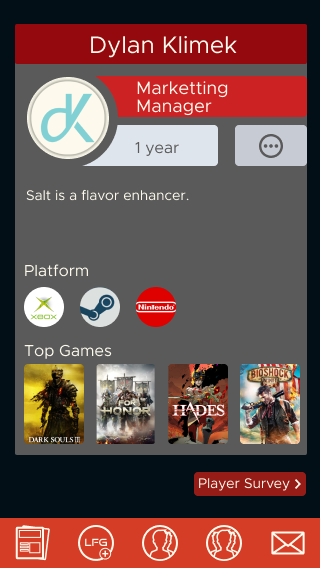 Dylan Klimek
dK
Marketting
Manager
1 year
Salt is a flavor enhancer.
Platform
XBOX
Nintendo
Top Games
DARK SOULS III
FOR
HONOR
HADES
BIOSHOCK
INFINITE
Player Survey
LFG